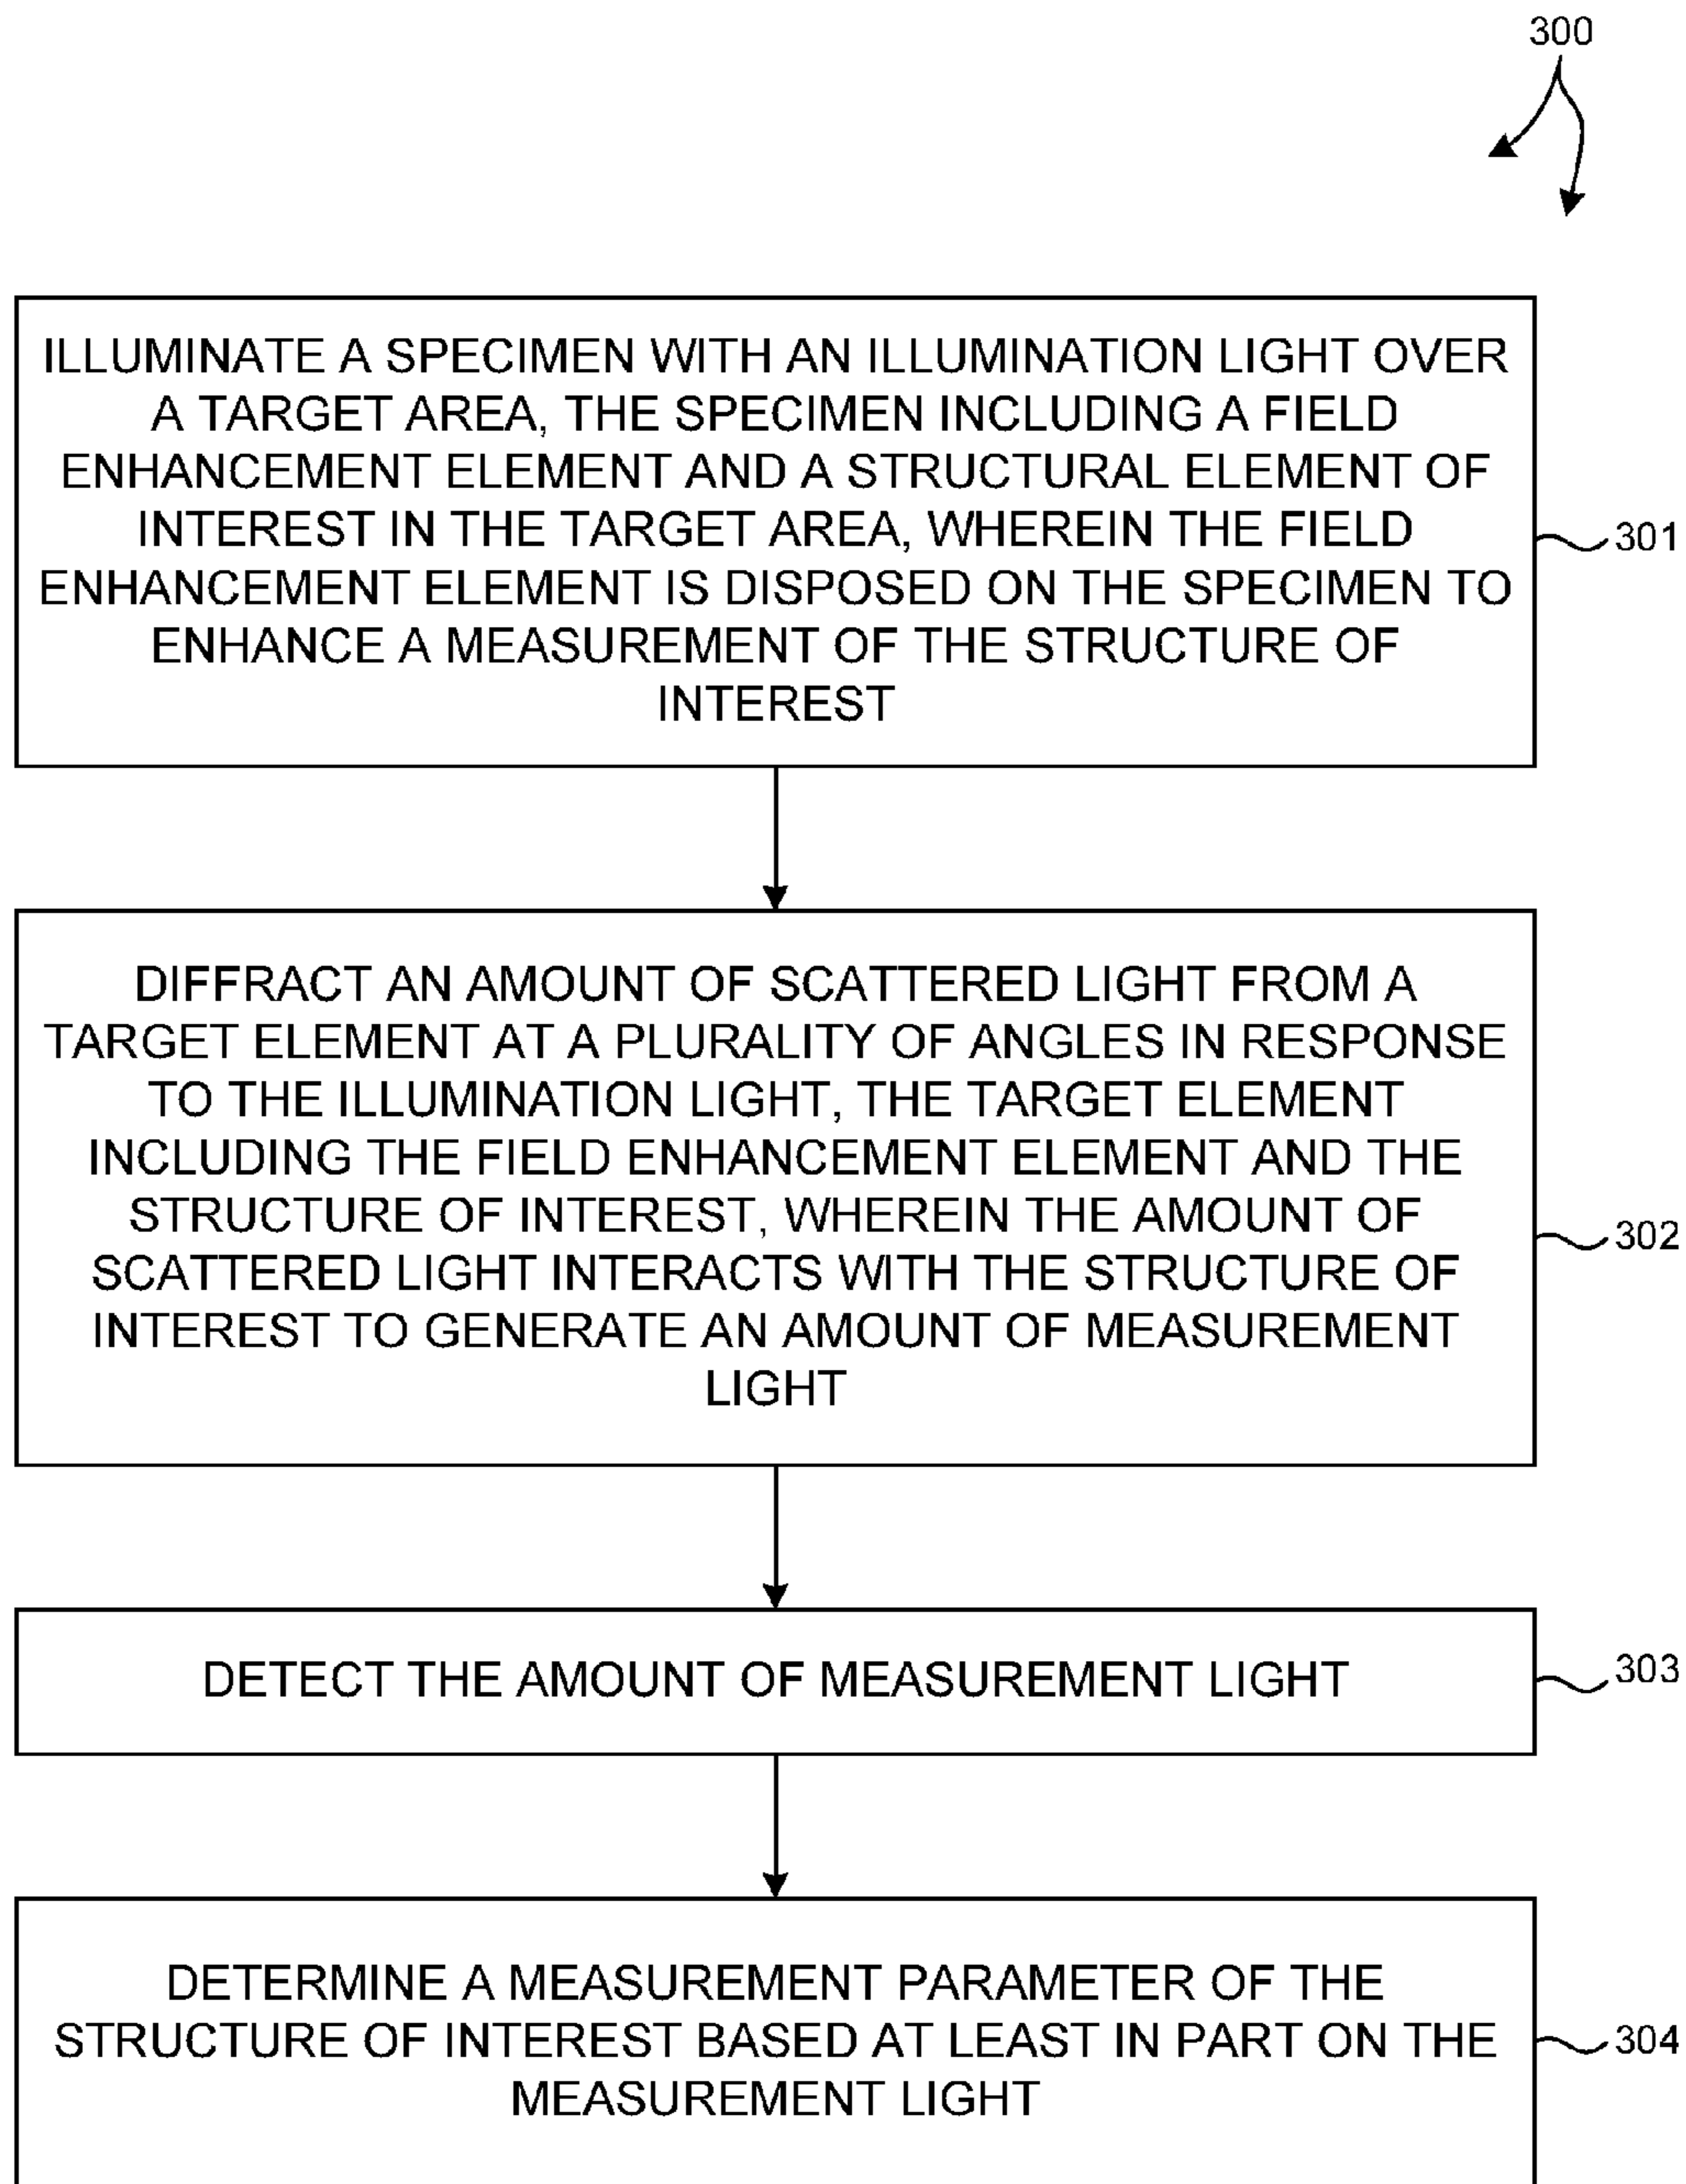 300
ILLUMINATE A SPECIMEN WITH AN ILLUMINATION LIGHT OVER
A TARGET AREA, THE SPECIMEN INCLUDING A FIELD
ENHANCEMENT ELEMENT AND A STRUCTURAL ELEMENT OF
INTEREST IN THE TARGET AREA, WHEREIN THE FIELD
ENHANCEMENT ELEMENT IS DISPOSED ON THE SPECIMEN TO
ENHANCE A MEASUREMENT OF THE STRUCTURE OF
INTEREST
301
DIFFRACT AN AMOUNT OF SCATTERED LIGHT FROM A
TARGET ELEMENT AT A PLURALITY OF ANGLES IN RESPONSE
TO THE ILLUMINATION LIGHT, THE TARGET ELEMENT
INCLUDING THE FIELD ENHANCEMENT ELEMENT AND THE
STRUCTURE OF INTEREST, WHEREIN THE AMOUNT OF
SCATTERED LIGHT INTERACTS WITH THE STRUCTURE OF
INTEREST TO GENERATE AN AMOUNT OF MEASUREMENT
LIGHT
302
DETECT THE AMOUNT OF MEASUREMENT LIGHT
303
DETERMINE A MEASUREMENT PARAMETER OF THE
STRUCTURE OF INTEREST BASED AT LEAST IN PART ON THE
MEASUREMENT LIGHT
304